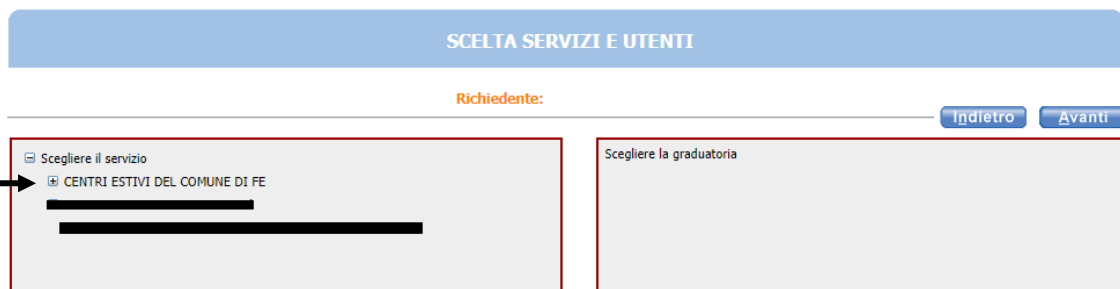 SCELTA SERVIZI E UTENTI
Richiedente:
Indietro Avanti
Scegliere il servizio
CENTRI ESTIVI DEL COMUNE DI FE
Scegliere la graduatoria